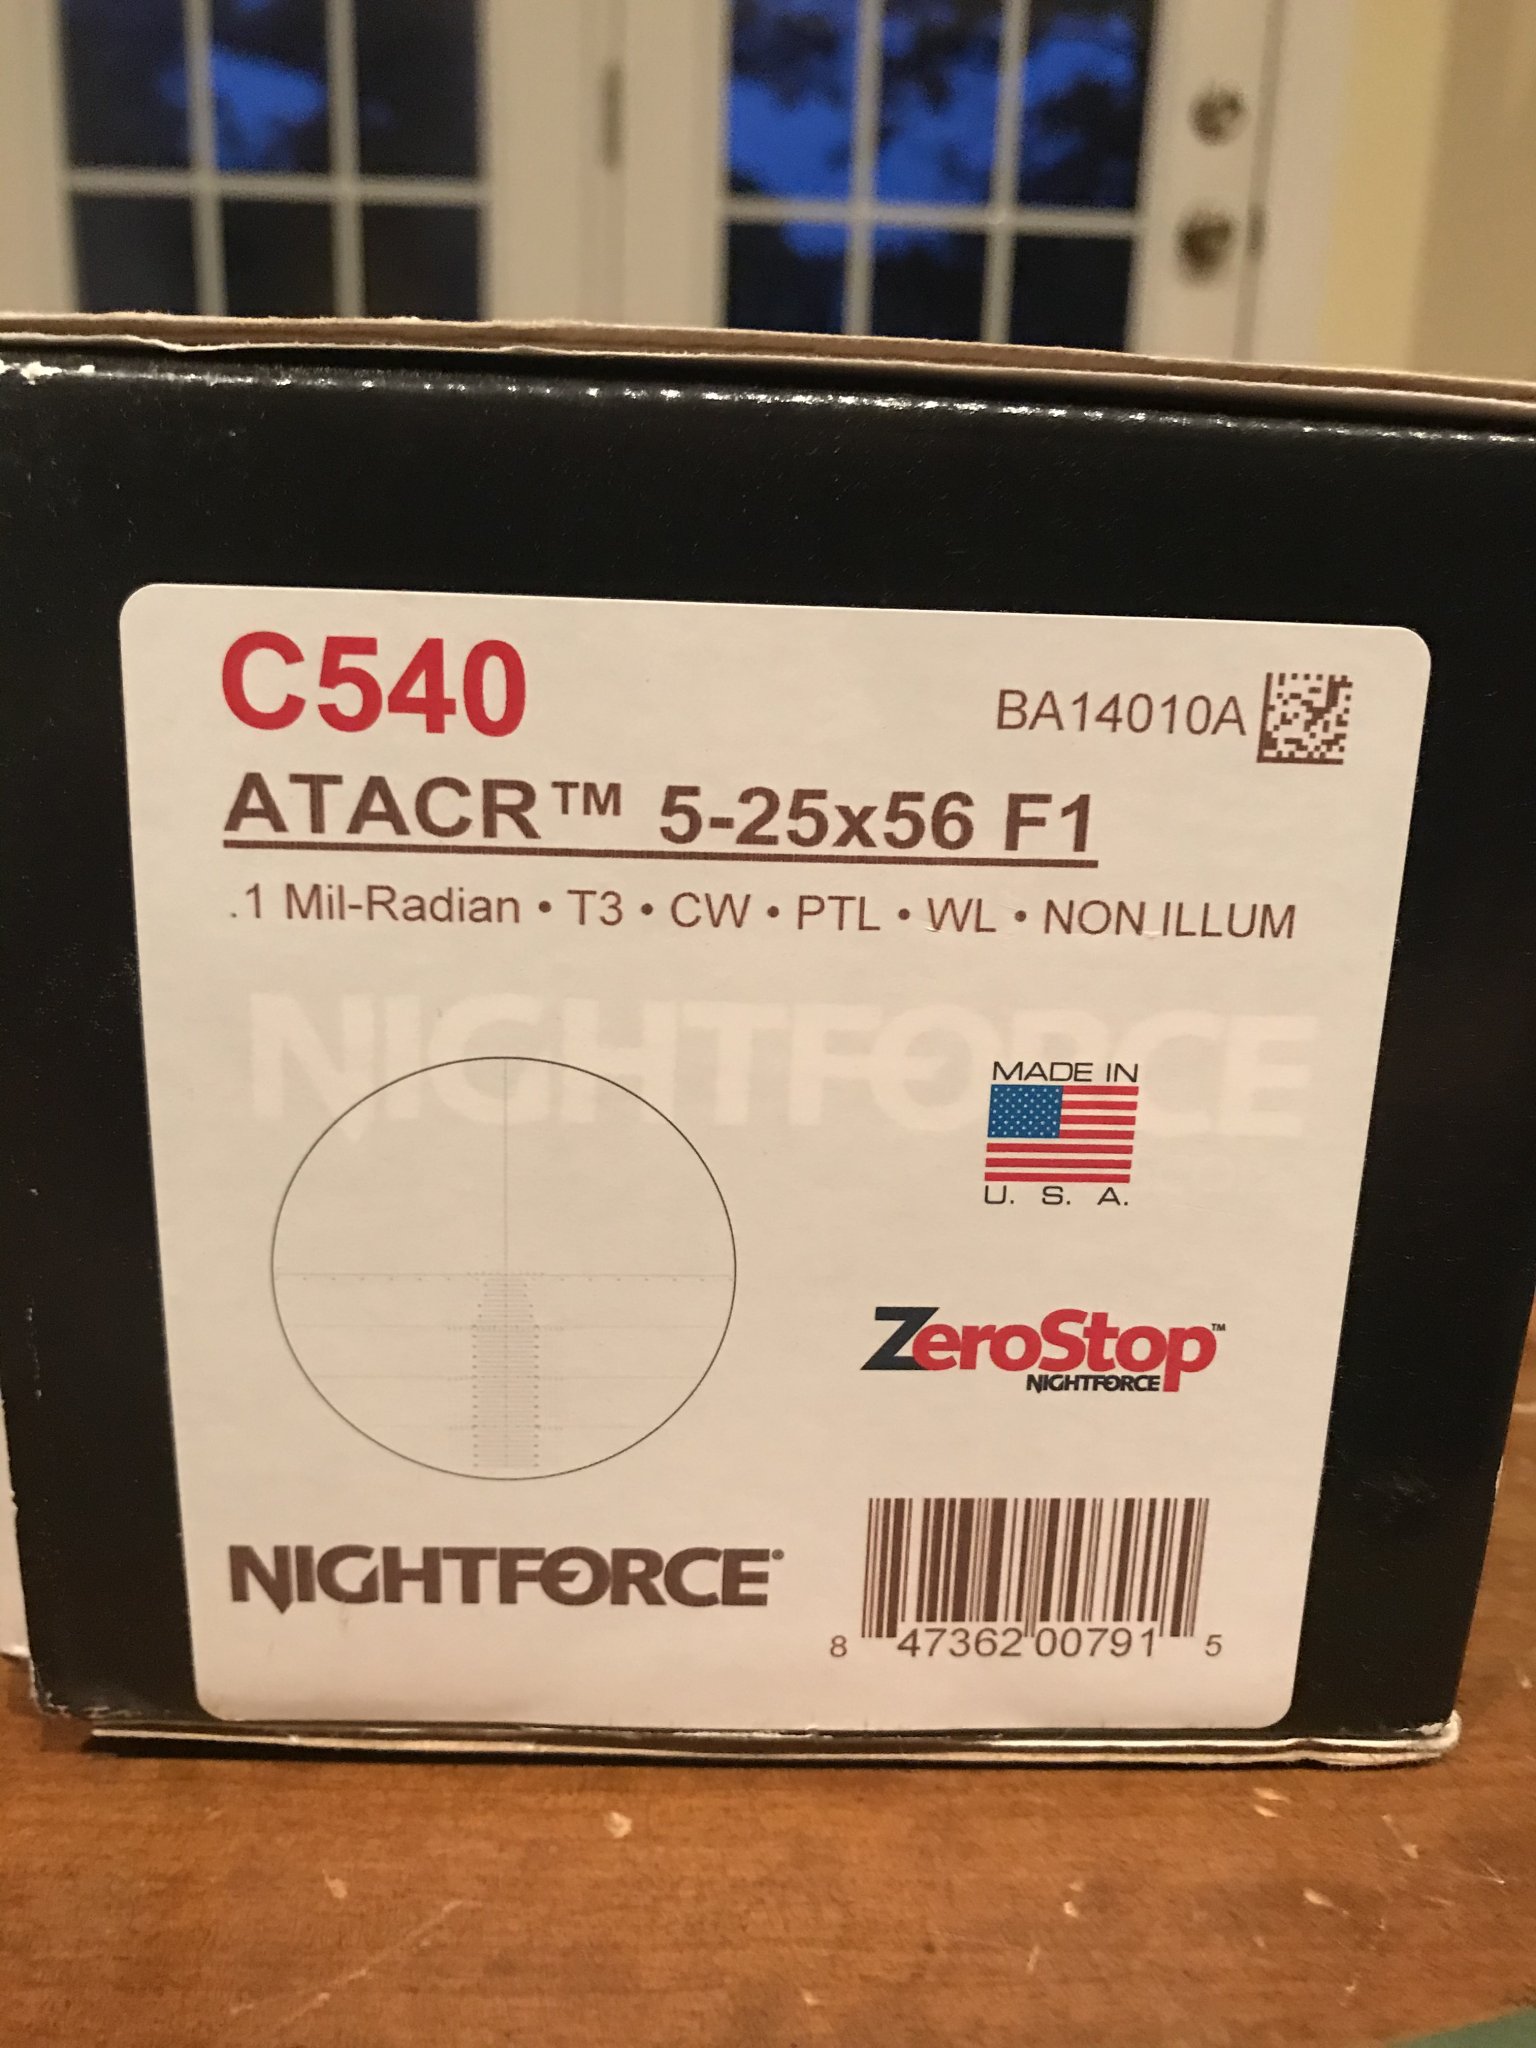 C540
BA14010A
ATACR™ 5-25x56 F1
.1 Mil-Radian • T3 • CW • PTL • WL • NON ILLUM
NIGHTFORCE
MADE IN
U. S. A.
ZeroStop™
NIGHTFORCE
NIGHTFORCE®
8 47362 00791 5